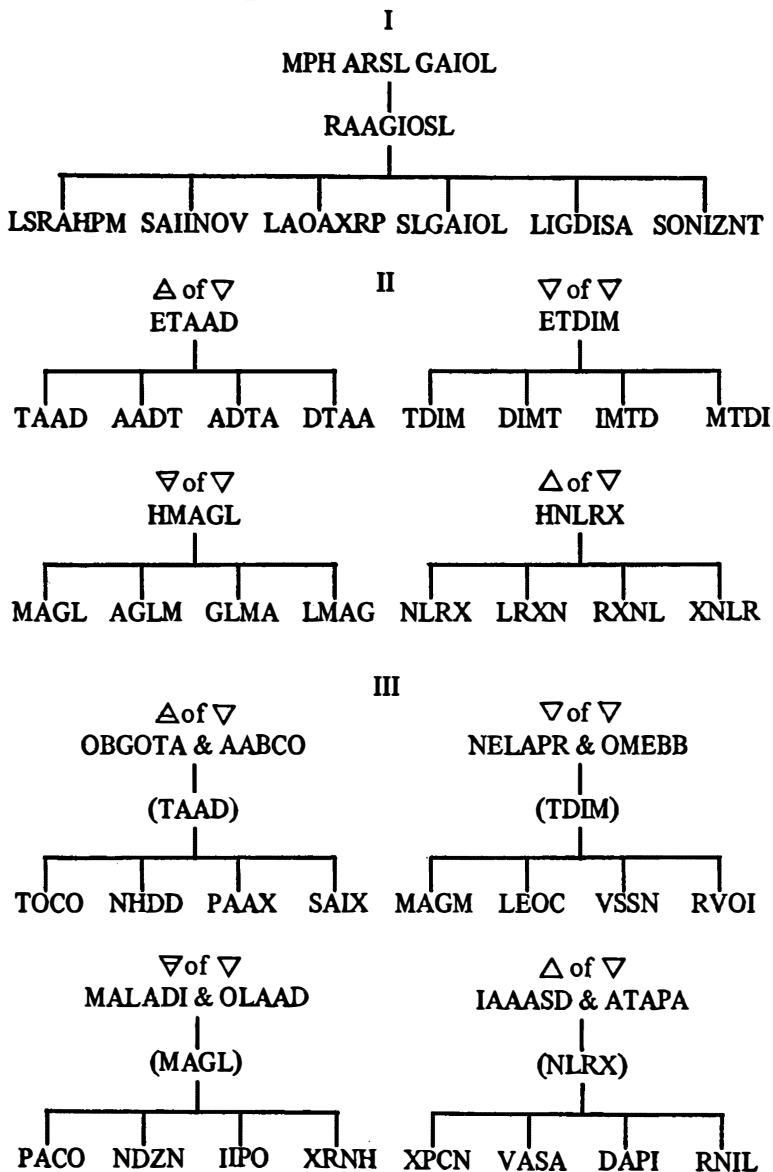 I
MPH ARSL GAIOL
RAAGIOSL
LSRAHPM SAIINOV LAOAXRP SLGAIOL LIGDISA SONIZNT
II
🜁 of 🜄 ▽ of ▽
ETAAD ETDIM
TAAD AADT ADTA DTAA TDIM DIMT IMTD MTDI
🜃 of ▽ △ of ▽
HMAGL HNLRX
MAGL AGLM GLMA LMAG NLRX LRXN RXNL XNLR
III
🜁 of ▽ ▽ of ▽
OBGOTA & AABCO NELAPR & OMEBB
(TAAD) (TDIM)
TOCO NHDD PAAX SAIX MAGM LEOC VSSN RVOI
🜃 of ▽ △ of ▽
MALADI & OLAAD IAAASD & ATAPA
(MAGL) (NLRX)
PACO NDZN IIPO XRNH XPCN VASA DAPI RNIL